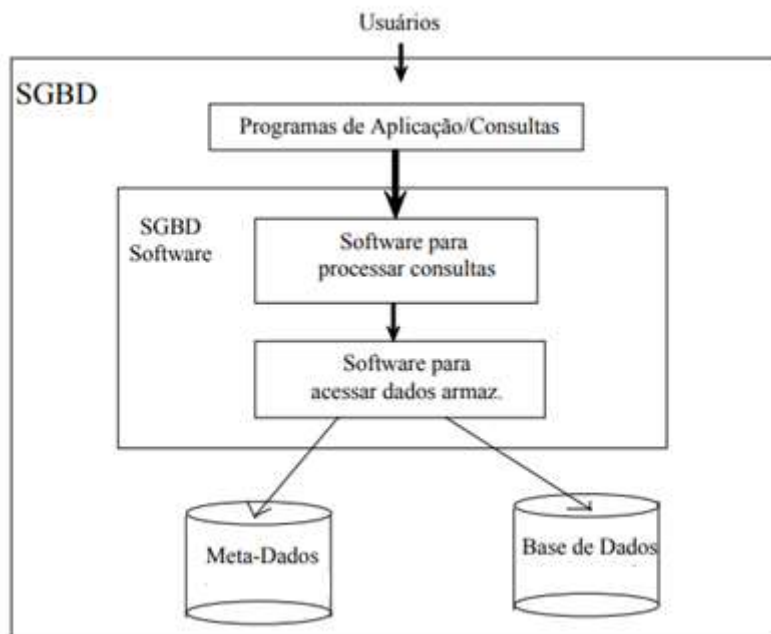 Usuários
SGBD
Programas de Aplicação/Consultas
SGBD
Software
Software para
processar consultas
Software para
acessar dados armaz.
Meta-Dados
Base de Dados